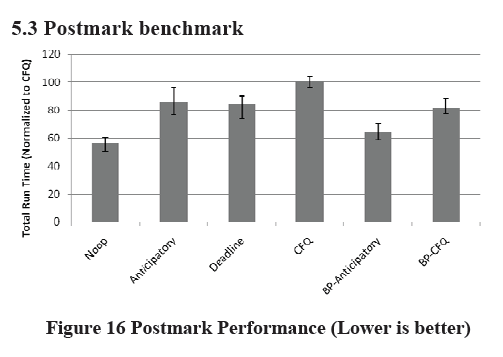 5.3 Postmark benchmark
Total Run Time (Normalized to CFQ)
120
100
80
60
40
20
0
Noop
Anticipatory
Deadline
CFQ
BP-Anticipatory
BP-CFQ
Figure 16 Postmark Performance (Lower is better)